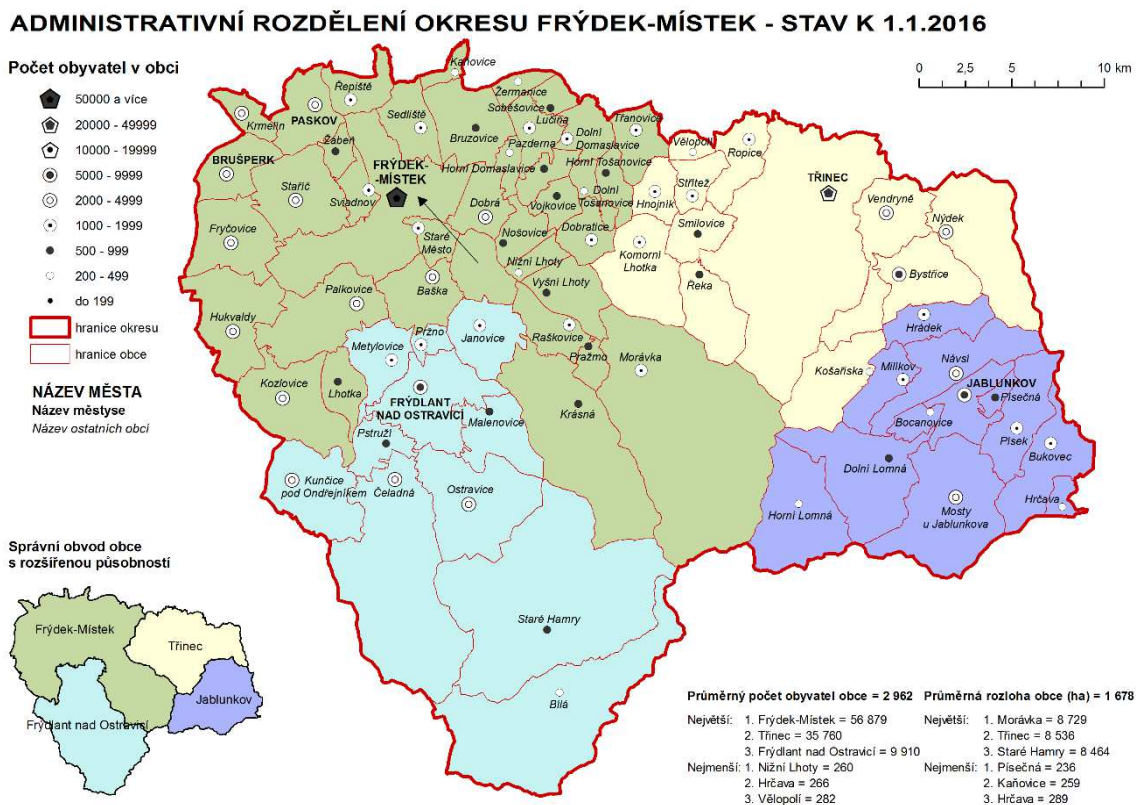 ADMINISTRATIVNÍ ROZDĚLENÍ OKRESU FRÝDEK-MÍSTEK - STAV K 1.1.2016
Počet obyvatel v obci
50000 a více
20000 - 49999
10000 - 19999
5000 - 9999
2000 - 4999
1000 - 1999
500 - 999
200 - 499
do 199
hranice okresu
hranice obce
NÁZEV MĚSTA
Název městyse
Název ostatních obcí
0 2,5 5 10 km
Kaňovice
Řepiště
Žermanice
Soběšovice
PASKOV
Krmelín
Sedliště
Lučina
Třanovice
Bruzovice
Dolní
Domaslavice
Žabeň
Pazderna
Vělopolí
Ropice
BRUŠPERK
FRÝDEK-
-MÍSTEK
Horní Domaslavice
Horní Tošanovice
TŘINEC
Stařič
Sviadnov
Dobrá
Vojkovice
Dolní
Tošanovice
Hnojník
Střítež
Vendryně
Nýdek
Fryčovice
Staré
Město
Nošovice
Dobratice
Smilovice
Komorní
Lhotka
Nižní Lhoty
Řeka
Bystřice
Baška
Vyšní Lhoty
Palkovice
Hukvaldy
Pržno
Janovice
Raškovice
Hrádek
Metylovice
Pražmo
Morávka
Košařiska
Milíkov
Návsí
Kozlovice
Lhotka
FRÝDLANT
NAD OSTRAVICÍ
Krásná
JABLUNKOV
Písečná
Malenovice
Bocanovice
Pstruží
Písek
Bukovec
Dolní Lomná
Kunčice
pod Ondřejníkem
Čeladná
Ostravice
Horní Lomná
Mosty
u Jablunkova
Hrčava
Staré Hamry
Bílá
Správní obvod obce
s rozšířenou působností
Frýdek-Místek
Třinec
Jablunkov
Frýdlant nad Ostravicí
Průměrný počet obyvatel obce = 2 962
Největší: 1. Frýdek-Místek = 56 879
2. Třinec = 35 760
3. Frýdlant nad Ostravicí = 9 910
Nejmenší: 1. Nižní Lhoty = 260
2. Hrčava = 266
3. Vělopolí = 282
Průměrná rozloha obce (ha) = 1 678
Největší: 1. Morávka = 8 729
2. Třinec = 8 536
3. Staré Hamry = 8 464
Nejmenší: 1. Písečná = 236
2. Kaňovice = 259
3. Hrčava = 289